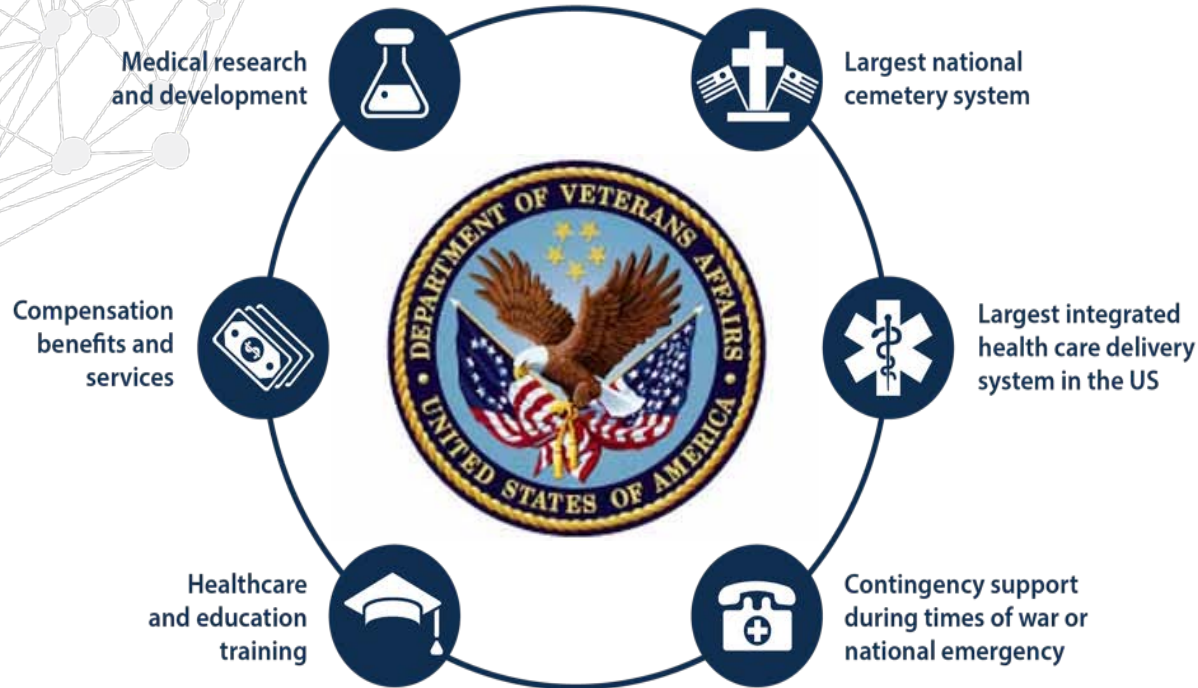 Medical research
and development
Largest national
cemetery system
DEPARTMENT OF VETERANS AFFAIRS
UNITED STATES OF AMERICA
Compensation
benefits and
services
$
Largest integrated
health care delivery
system in the US
Healthcare
and education
training
Contingency support
during times of war or
national emergency